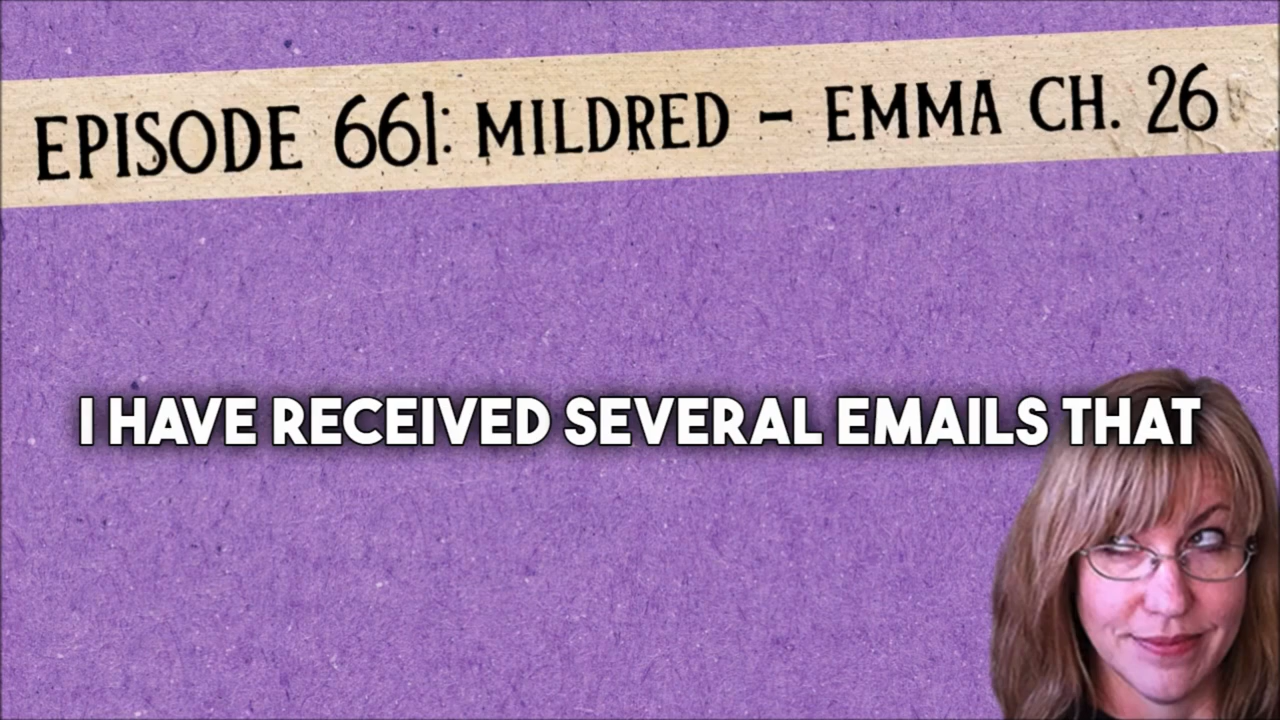 EPISODE 661: MILDRED - EMMA CH. 26
I HAVE RECEIVED SEVERAL EMAILS THAT